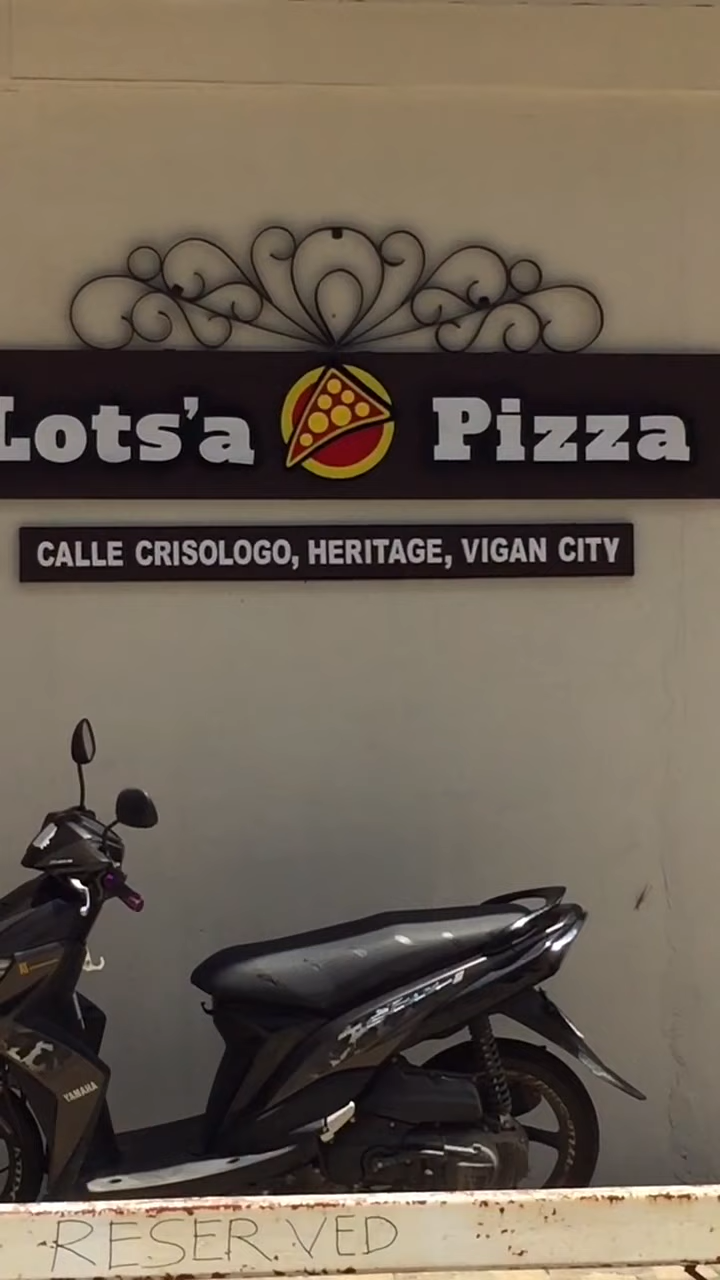 Lots'a Pizza
CALLE CRISOLOGO, HERITAGE, VIGAN CITY
YAMAHA
RESERVED